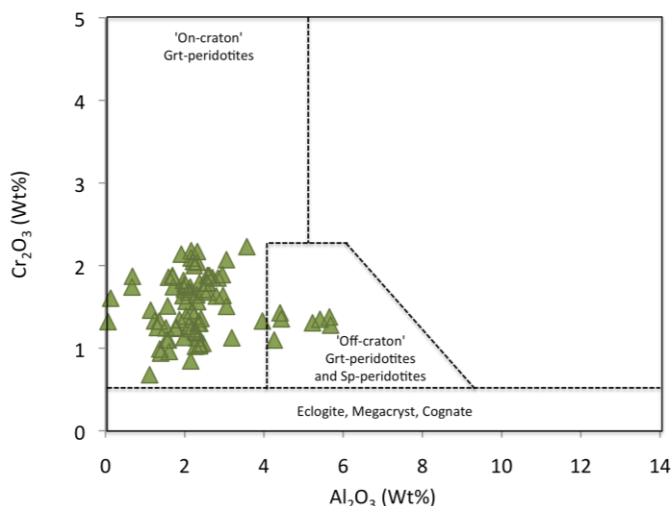 5
'On-craton'
Grt-peridotites
4
3
Cr₂O₃ (Wt%)
2
1
'Off-craton'
Grt-peridotites
and Sp-peridotites
Eclogite, Megacryst, Cognate
0
0 2 4 6 8 10 12 14
Al₂O₃ (Wt%)